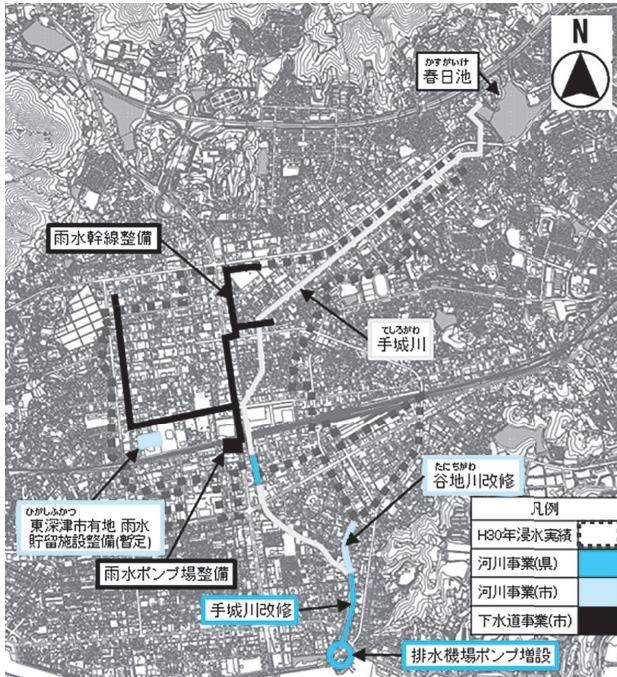 N
かすがいけ
春日池
雨水幹線整備
てしろがわ
手城川
たにぢがわ
谷地川改修
ひがしふかつ
東深津市有地 雨水
貯留施設整備(暫定)
雨水ポンプ場整備
手城川改修
排水機場ポンプ増設
凡例
H30年浸水実績
河川事業(県)
河川事業(市)
下水道事業(市)